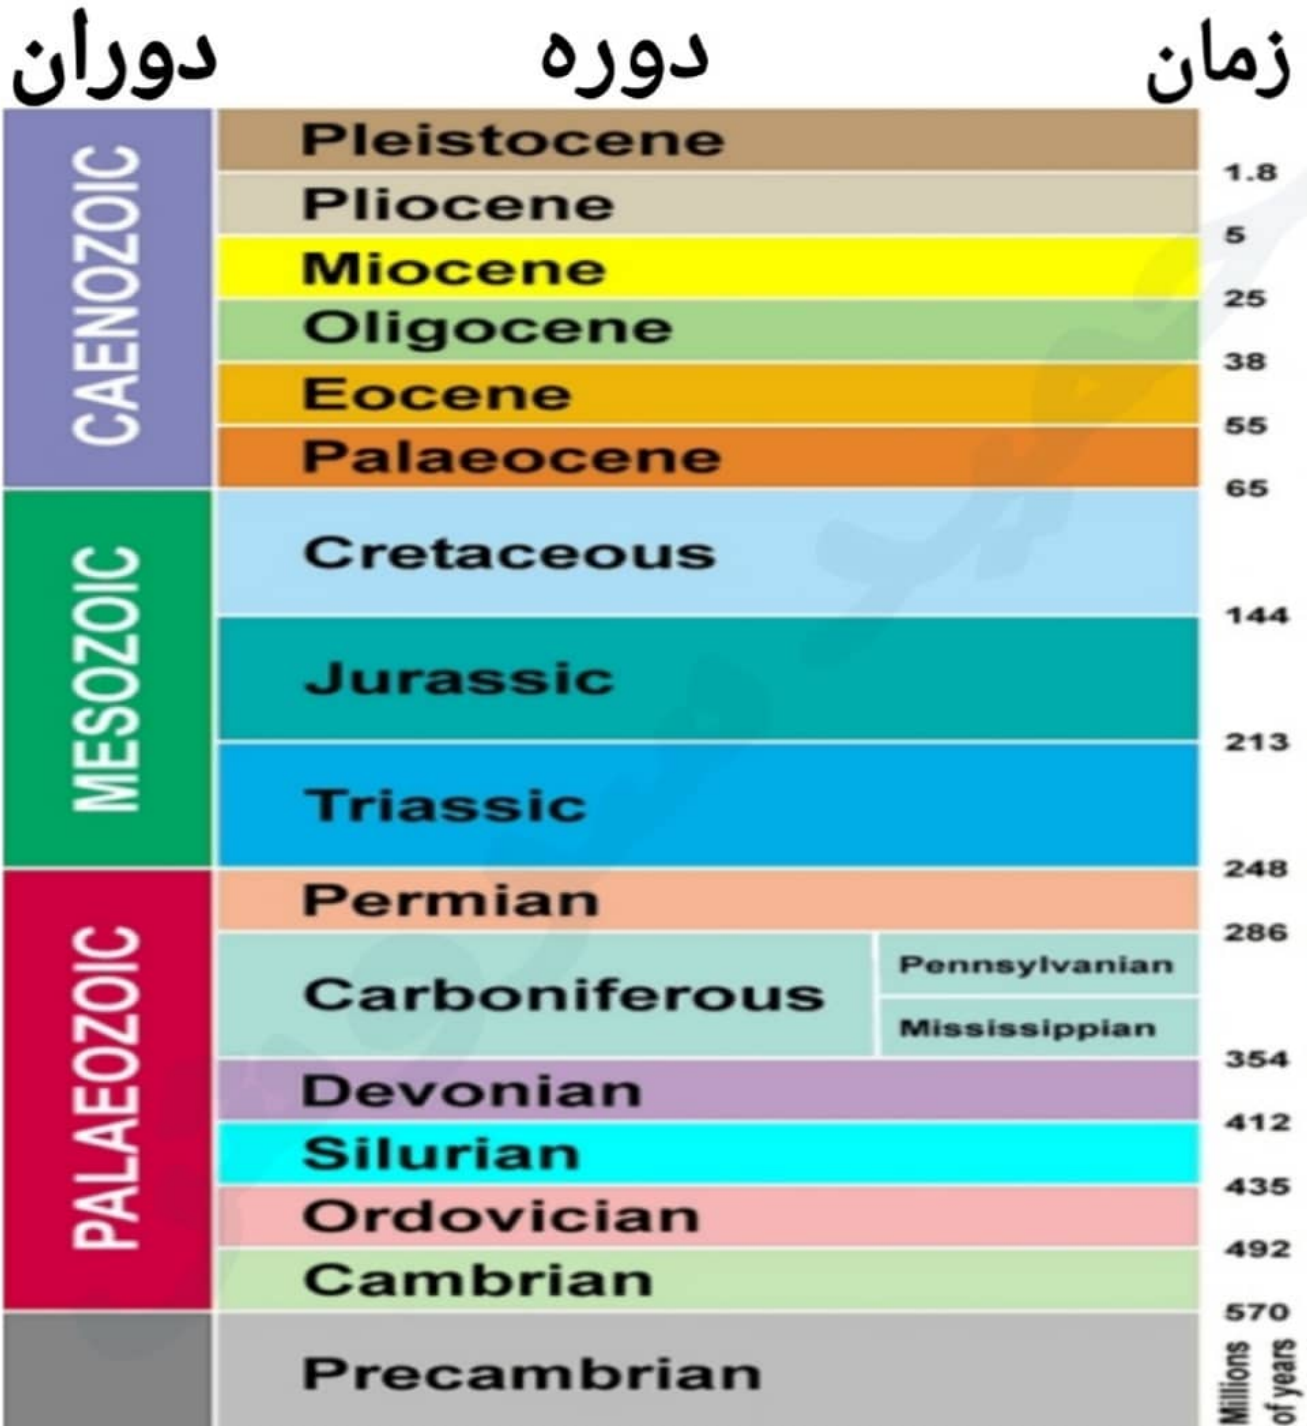 دوران دوره زمان
CAENOZOIC
Pleistocene
1.8
Pliocene
5
Miocene
25
Oligocene
38
Eocene
55
Palaeocene
65
MESOZOIC
Cretaceous
144
Jurassic
213
Triassic
248
PALAEOZOIC
Permian
286
Carboniferous
Pennsylvanian
Mississippian
354
Devonian
412
Silurian
435
Ordovician
492
Cambrian
570
Precambrian
Millions
of years